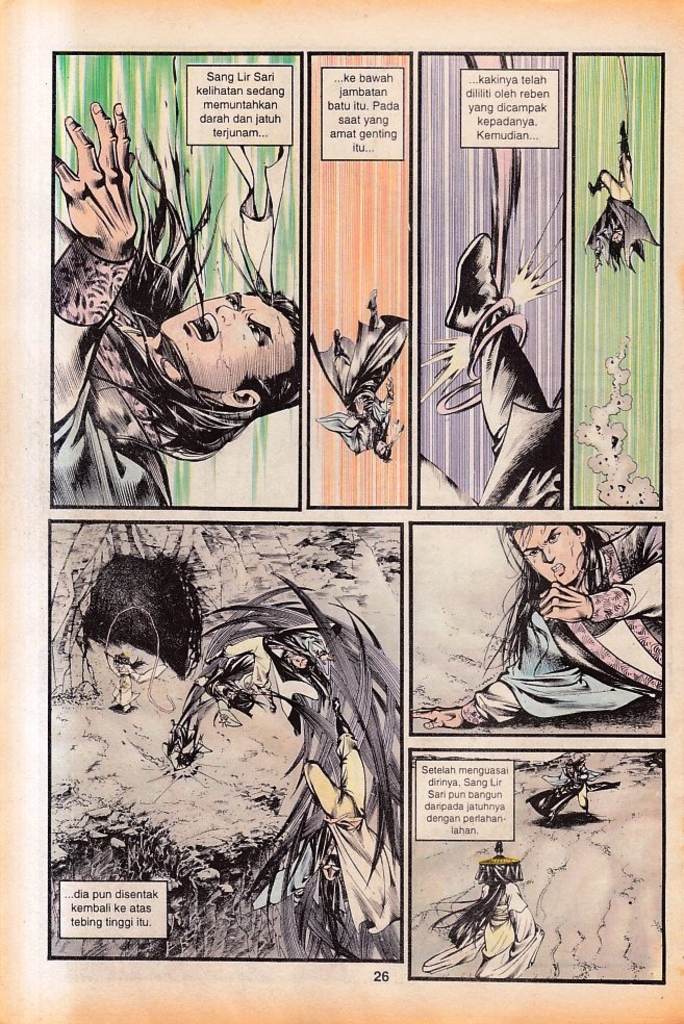 Sang Lir Sari
kelihatan sedang
memuntahkan
darah dan jatuh
terjunam...
...ke bawah
jambatan
batu itu. Pada
saat yang
amat genting
itu...
...kakinya telah
dililiti oleh reben
yang dicampak
kepadanya.
Kemudian...
...dia pun disentak
kembali ke atas
tebing tinggi itu.
Setelah menguasai
dirinya, Sang Lir
Sari pun bangun
daripada jatuhnya
dengan perlahan-
lahan.
26